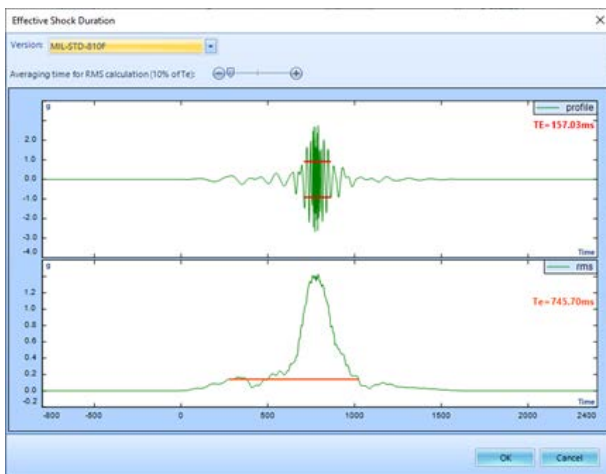 Effective Shock Duration
Version: MIL-STD-810F
Averaging time for RMS calculation (10% of Te):
g
profile
TE=157.03ms
2.0
1.0
0.0
-1.0
-2.0
-3.0
-4.0
Time
g
rms
Te=745.70ms
1.2
1.0
0.8
0.6
0.4
0.2
0.0
-0.2
Time
-800 -500 0 500 1000 1500 2000 2400
OK Cancel